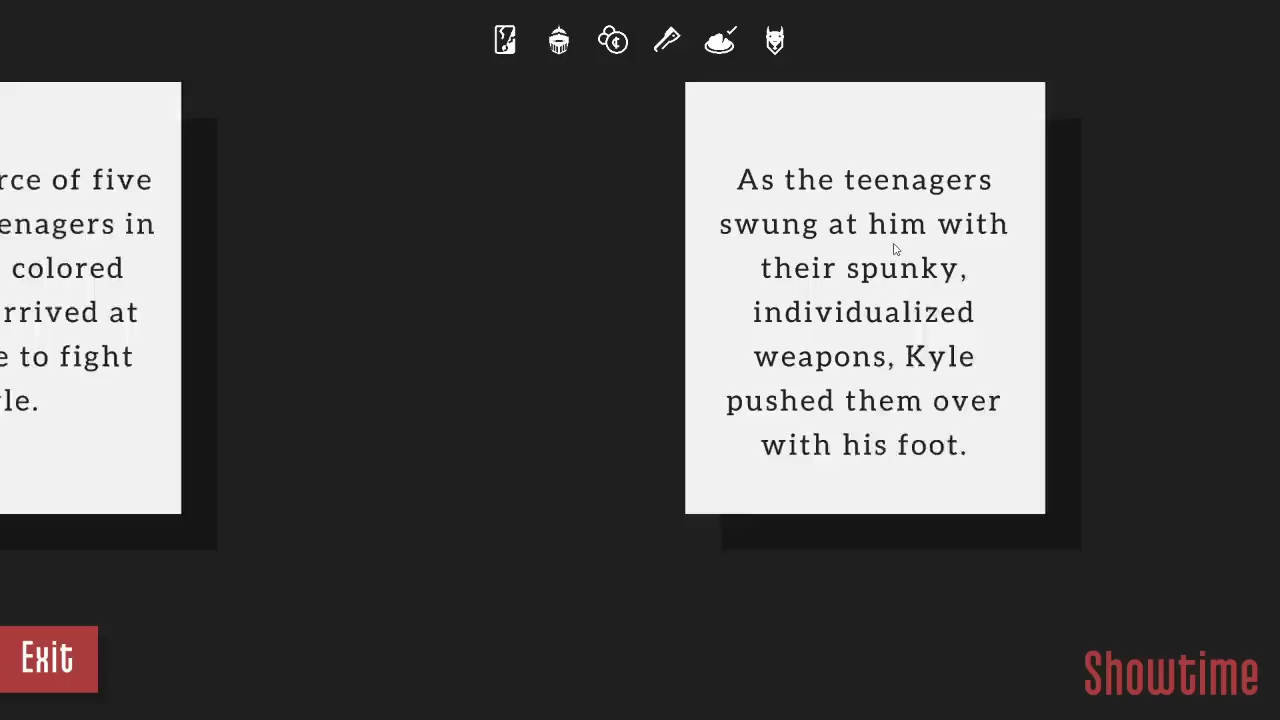 rce of five
enagers in
colored
rrived at
e to fight
le.
As the teenagers
swung at him with
their spunky,
individualized
weapons, Kyle
pushed them over
with his foot.
Exit
Showtime